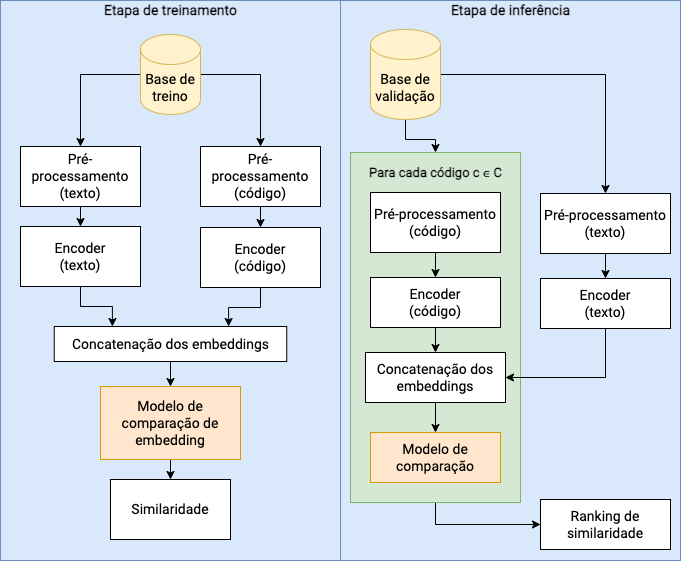 Etapa de treinamento
Base de
treino
Pré-
processamento
(texto)
Pré-
processamento
(código)
Encoder
(texto)
Encoder
(código)
Concatenação dos embeddings
Modelo de
comparação de
embedding
Similaridade
Etapa de inferência
Base de
validação
Para cada código c ∈ C
Pré-processamento
(código)
Pré-processamento
(texto)
Encoder
(código)
Encoder
(texto)
Concatenação dos
embeddings
Modelo de
comparação
Ranking de
similaridade